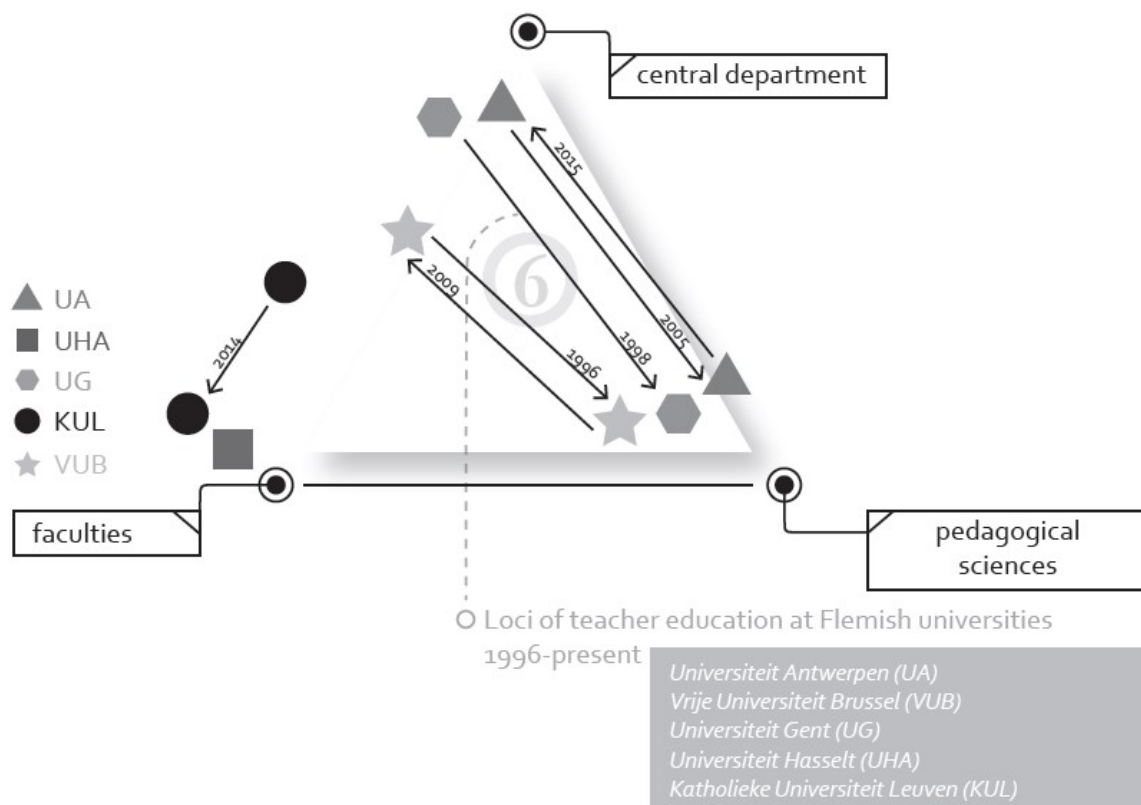 central department
2015
6
2009
UA
UHA
UG
KUL
VUB
2014
1996
1998
2005
faculties
pedagogical
sciences
Loci of teacher education at Flemish universities
1996-present
Universiteit Antwerpen (UA)
Vrije Universiteit Brussel (VUB)
Universiteit Gent (UG)
Universiteit Hasselt (UHA)
Katholieke Universiteit Leuven (KUL)